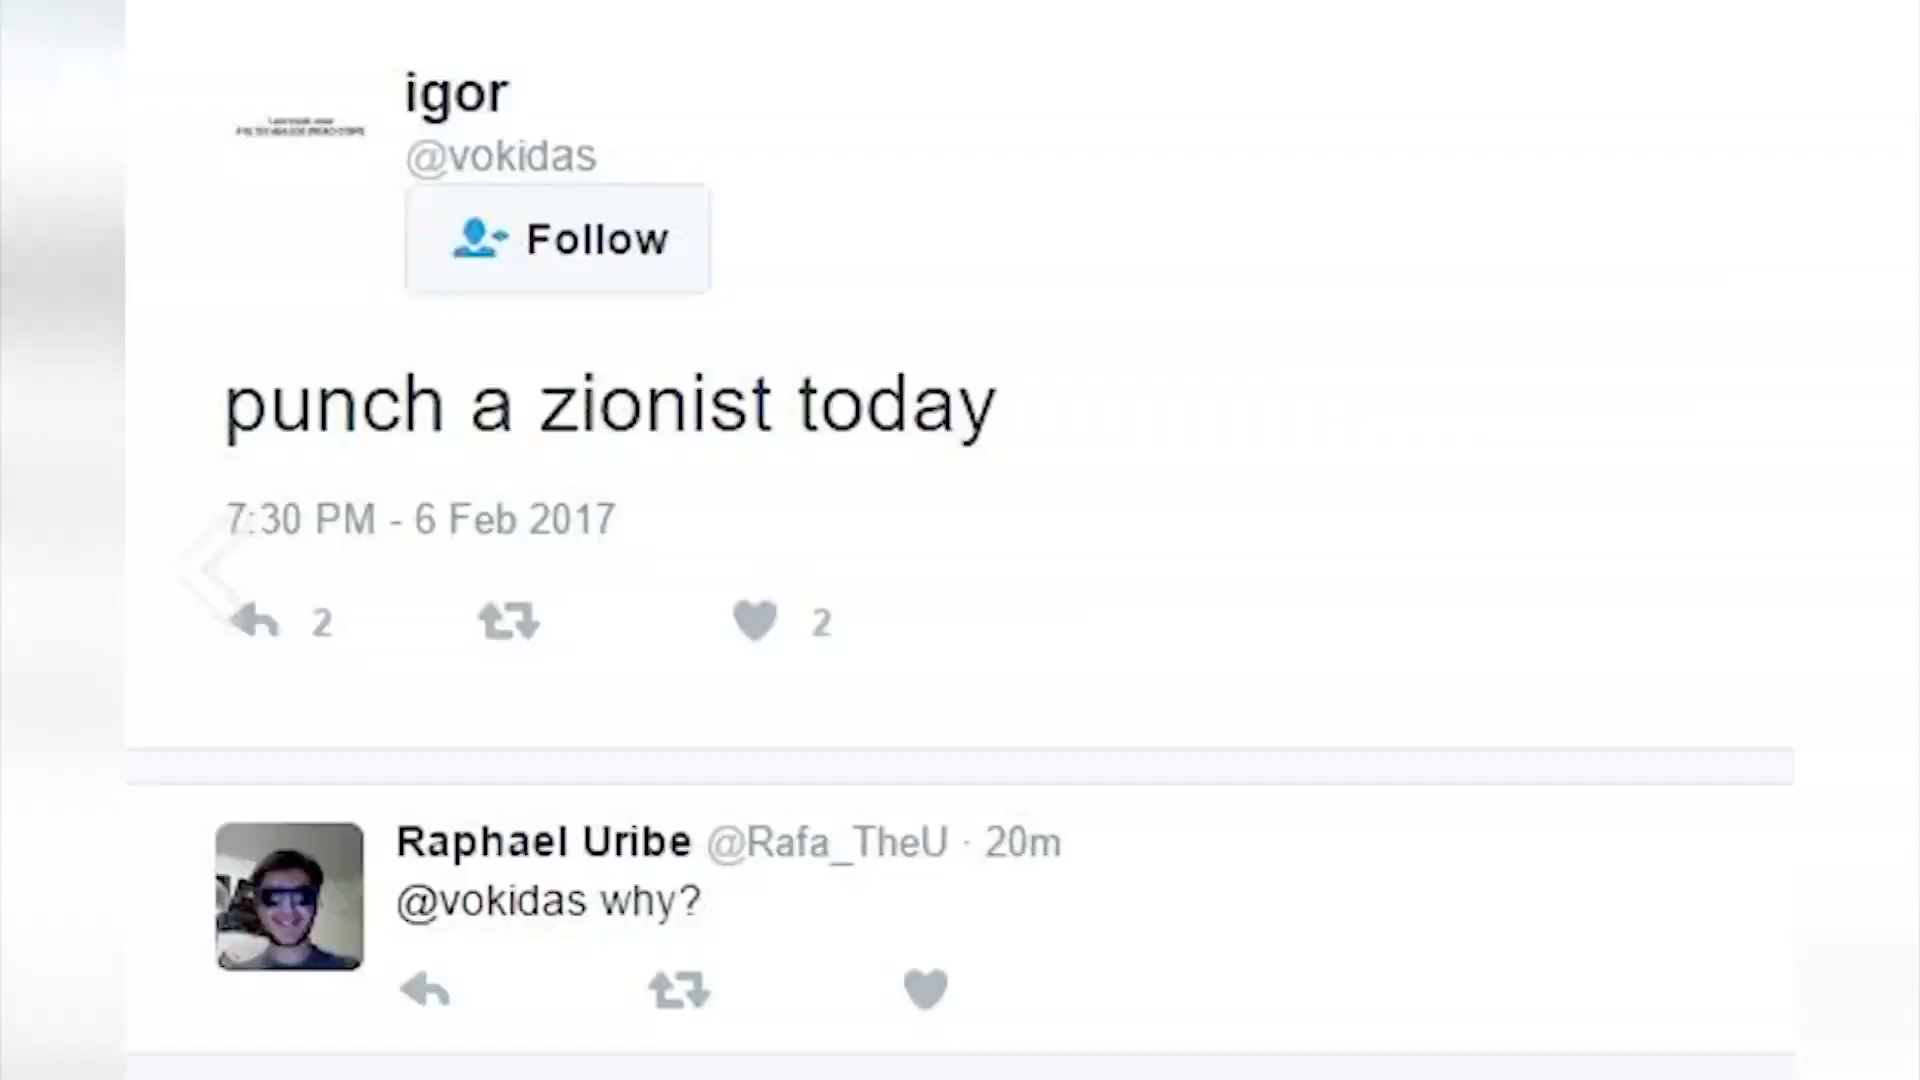 igor
@vokidas
Follow
punch a zionist today
7:30 PM - 6 Feb 2017
2 2
Raphael Uribe @Rafa_TheU · 20m
@vokidas why?